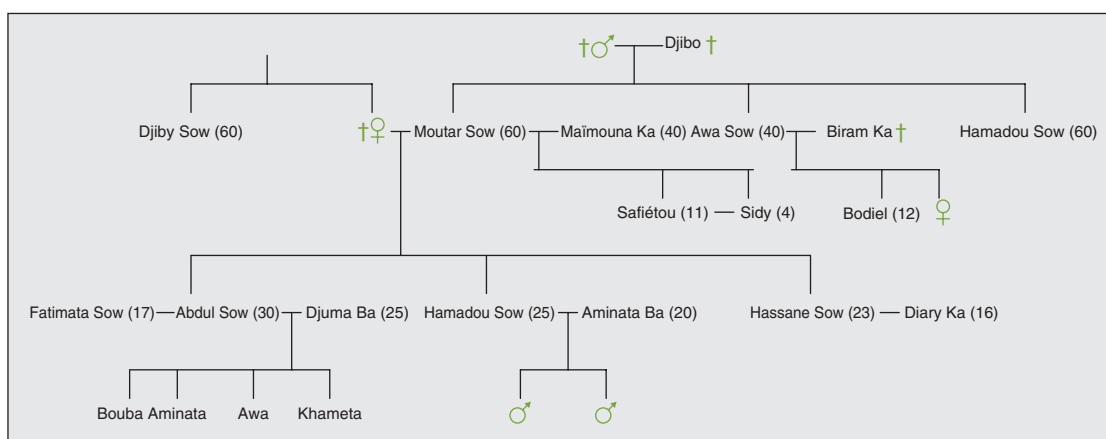 † ♂ Djibo †
Djiby Sow (60) † ♀ Moutar Sow (60) Maïmouna Ka (40) Awa Sow (40) Biram Ka † Hamadou Sow (60)
Safiétou (11) Sidy (4) Bodiel (12) ♀
Fatimata Sow (17) Abdul Sow (30) Djuma Ba (25) Hamadou Sow (25) Aminata Ba (20) Hassane Sow (23) Diary Ka (16)
Bouba Aminata Awa Khameta ♂ ♂